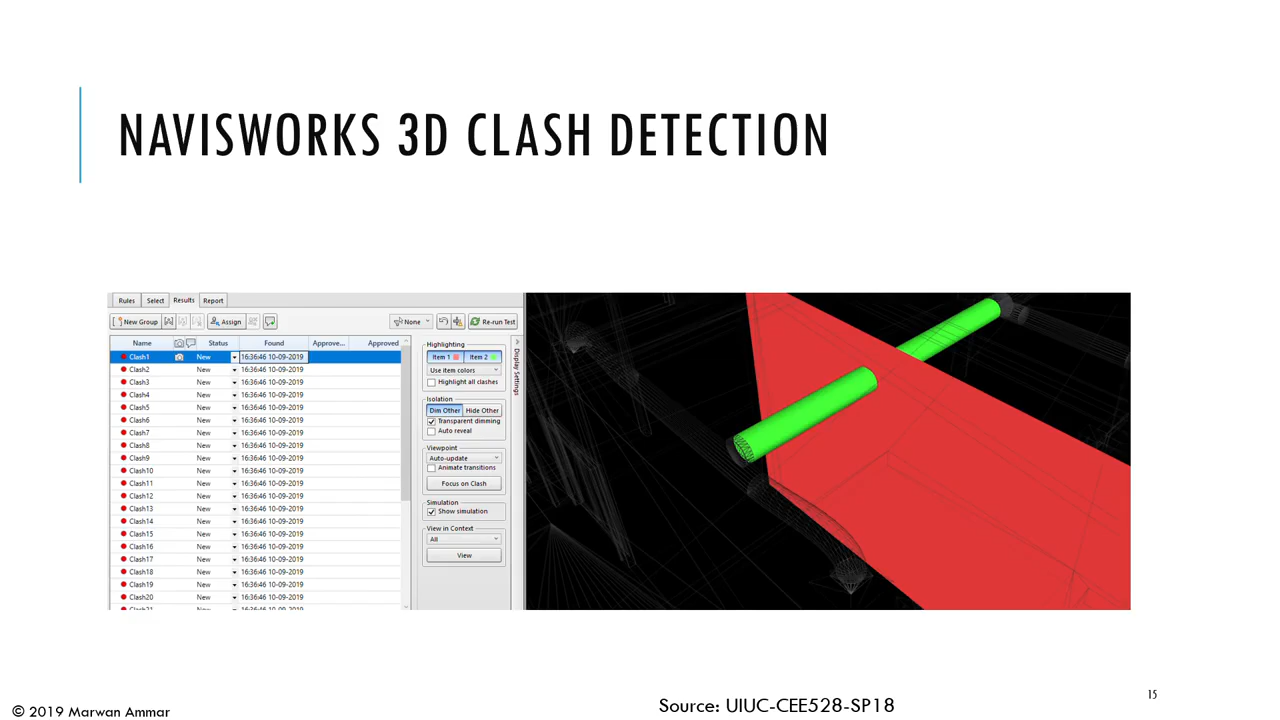 NAVISWORKS 3D CLASH DETECTION
Rules Select Results Report
New Group Assign None Re-run Test
Name Status Found Approve... Approved
Clash1 New 16:36:46 10-09-2019
Clash2 New 16:36:46 10-09-2019
Clash3 New 16:36:46 10-09-2019
Clash4 New 16:36:46 10-09-2019
Clash5 New 16:36:46 10-09-2019
Clash6 New 16:36:46 10-09-2019
Clash7 New 16:36:46 10-09-2019
Clash8 New 16:36:46 10-09-2019
Clash9 New 16:36:46 10-09-2019
Clash10 New 16:36:46 10-09-2019
Clash11 New 16:36:46 10-09-2019
Clash12 New 16:36:46 10-09-2019
Clash13 New 16:36:46 10-09-2019
Clash14 New 16:36:46 10-09-2019
Clash15 New 16:36:46 10-09-2019
Clash16 New 16:36:46 10-09-2019
Clash17 New 16:36:46 10-09-2019
Clash18 New 16:36:46 10-09-2019
Clash19 New 16:36:46 10-09-2019
Clash20 New 16:36:46 10-09-2019
Clash21 New 16:36:46 10-09-2019
Highlighting
Item 1 Item 2
Use item colors
Highlight all clashes
Isolation
Dim Other Hide Other
Transparent dimming
Auto reveal
Viewpoint
Auto-update
Animate transitions
Focus on Clash
Simulation
Show simulation
View in Context
All
View
Display Settings
15
Source: UIUC-CEE528-SP18
© 2019 Marwan Ammar